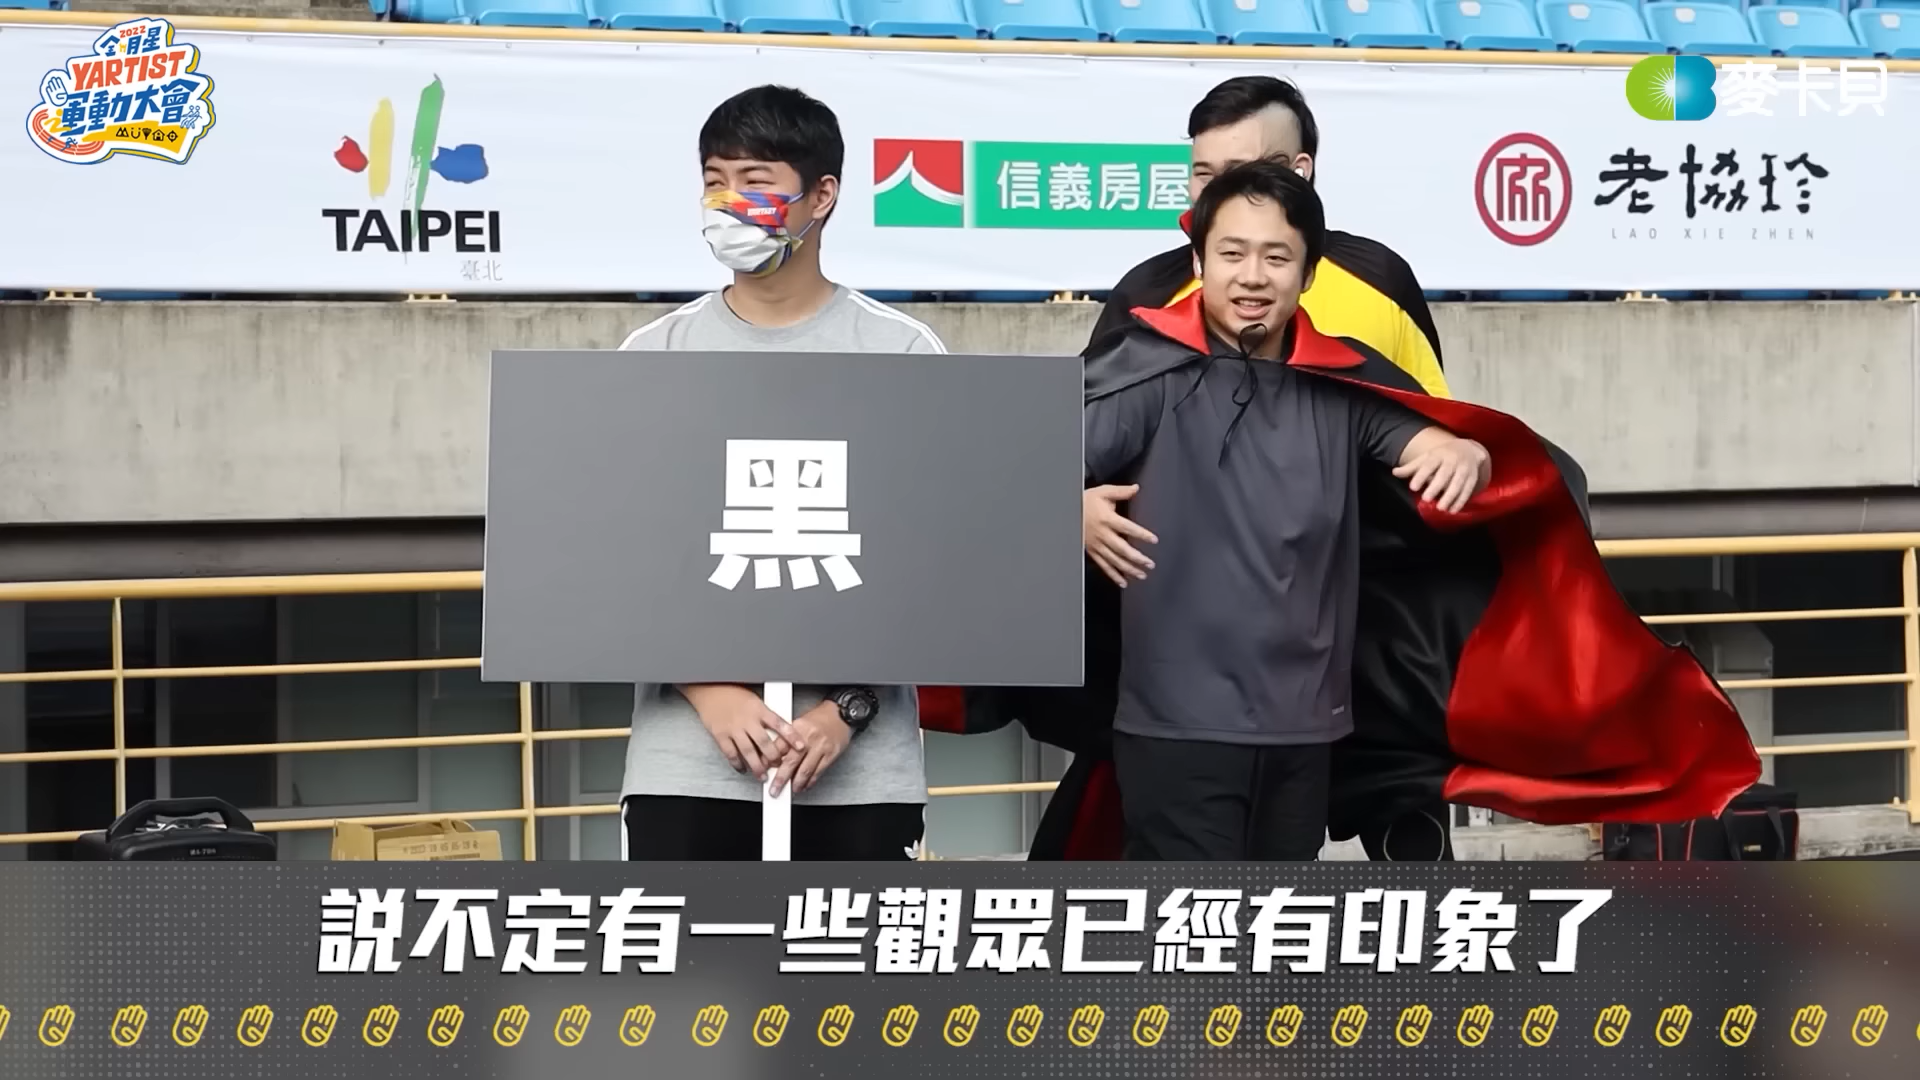 2022
全明星
YARTIST
運動大會
麥卡貝
TAIPEI
臺北
信義房屋
老協珍
LAO XIE ZHEN
黑
說不定有一些觀眾已經有印象了